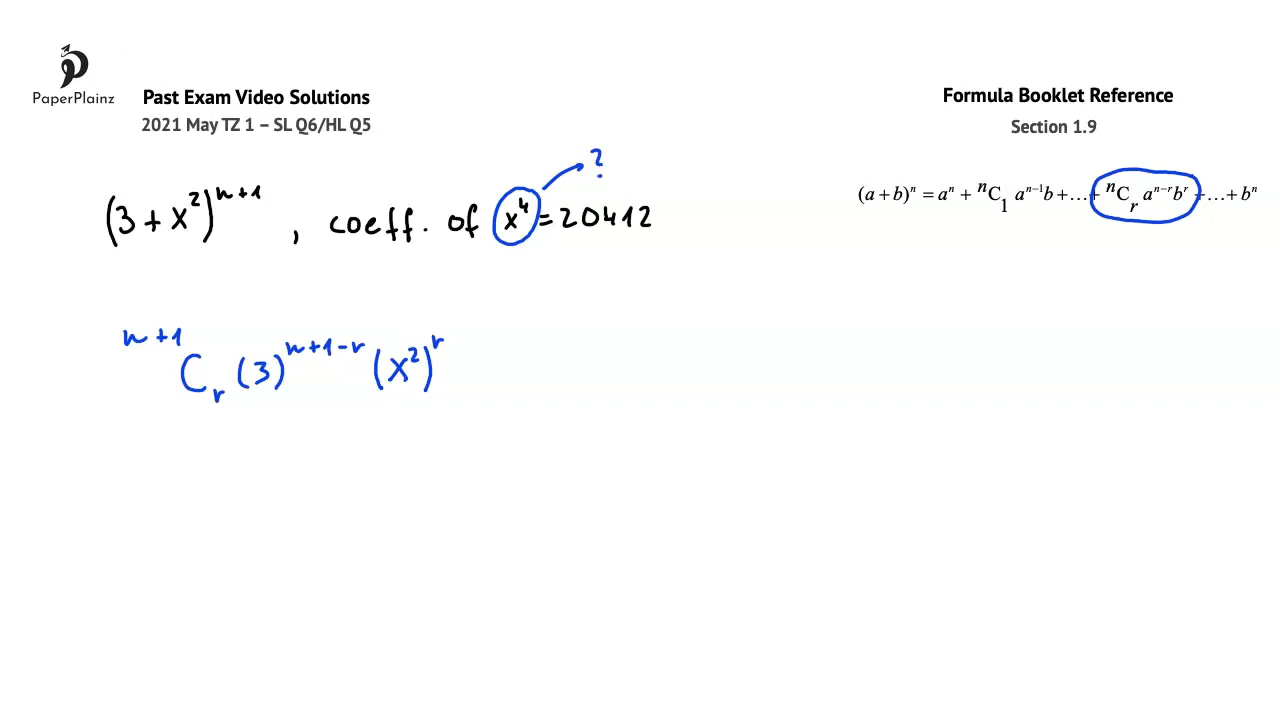 PaperPlainz
Past Exam Video Solutions
2021 May TZ 1 – SL Q6/HL Q5
Formula Booklet Reference
Section 1.9
(a + b)ⁿ = aⁿ + ⁿC₁ aⁿ⁻¹b + … + ⁿCᵣ aⁿ⁻ʳbʳ + … + bⁿ
?
(3 + x²)ⁿ⁺¹ , coeff. of x⁴ = 20412
ⁿ⁺¹Cᵣ (3)ⁿ⁺¹⁻ʳ (x²)ʳ